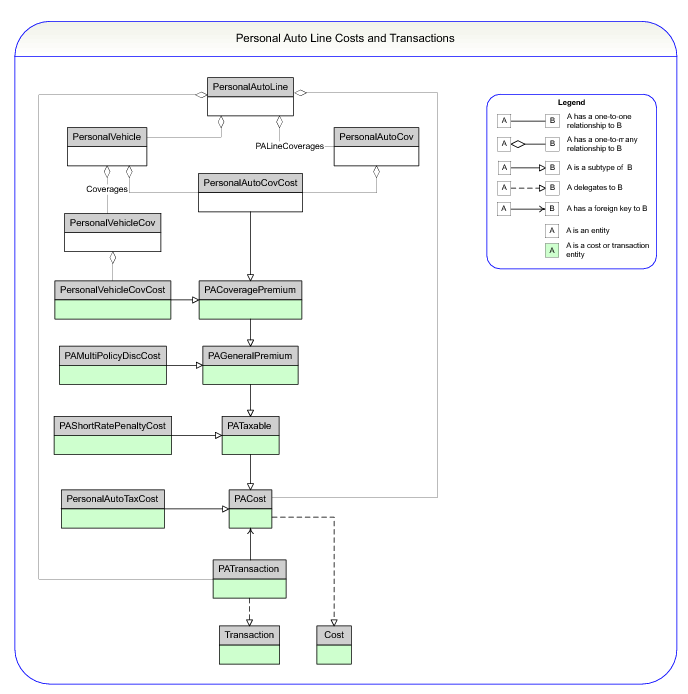 Personal Auto Line Costs and Transactions
PersonalAutoLine
PersonalVehicle
PALineCoverages
PersonalAutoCov
Coverages
PersonalAutoCovCost
PersonalVehicleCov
PersonalVehicleCovCost
PACoveragePremium
PAMultiPolicyDiscCost
PAGeneralPremium
PAShortRatePenaltyCost
PATaxable
PersonalAutoTaxCost
PACost
PATransaction
Transaction
Cost
Legend
A B A has a one-to-one
relationship to B
A B A has a one-to-many
relationship to B
A B A is a subtype of B
A B A delegates to B
A B A has a foreign key to B
A A is an entity
A A is a cost or transaction
entity